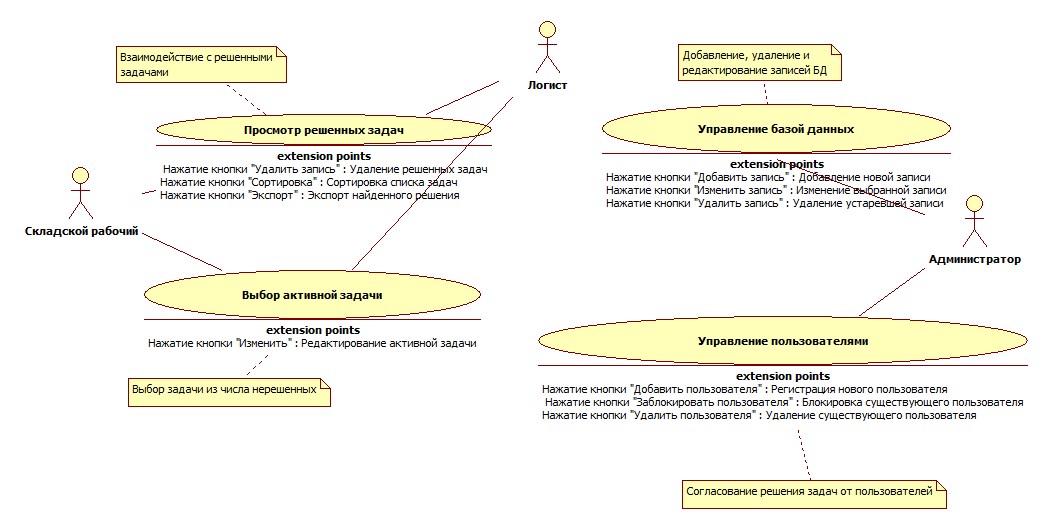 Логист
Взаимодействие с решенными
задачами
Просмотр решенных задач
extension points
Нажатие кнопки "Удалить запись" : Удаление решенных задач
Нажатие кнопки "Сортировка" : Сортировка списка задач
Нажатие кнопки "Экспорт" : Экспорт найденного решения
Складской рабочий
Выбор активной задачи
extension points
Нажатие кнопки "Изменить" : Редактирование активной задачи
Выбор задачи из числа нерешенных
Добавление, удаление и
редактирование записей БД
Управление базой данных
extension points
Нажатие кнопки "Добавить запись" : Добавление новой записи
Нажатие кнопки "Изменить запись" : Изменение выбранной записи
Нажатие кнопки "Удалить запись" : Удаление устаревшей записи
Администратор
Управление пользователями
extension points
Нажатие кнопки "Добавить пользователя" : Регистрация нового пользователя
Нажатие кнопки "Заблокировать пользователя" : Блокировка существующего пользователя
Нажатие кнопки "Удалить пользователя" : Удаление существующего пользователя
Согласование решения задач от пользователей